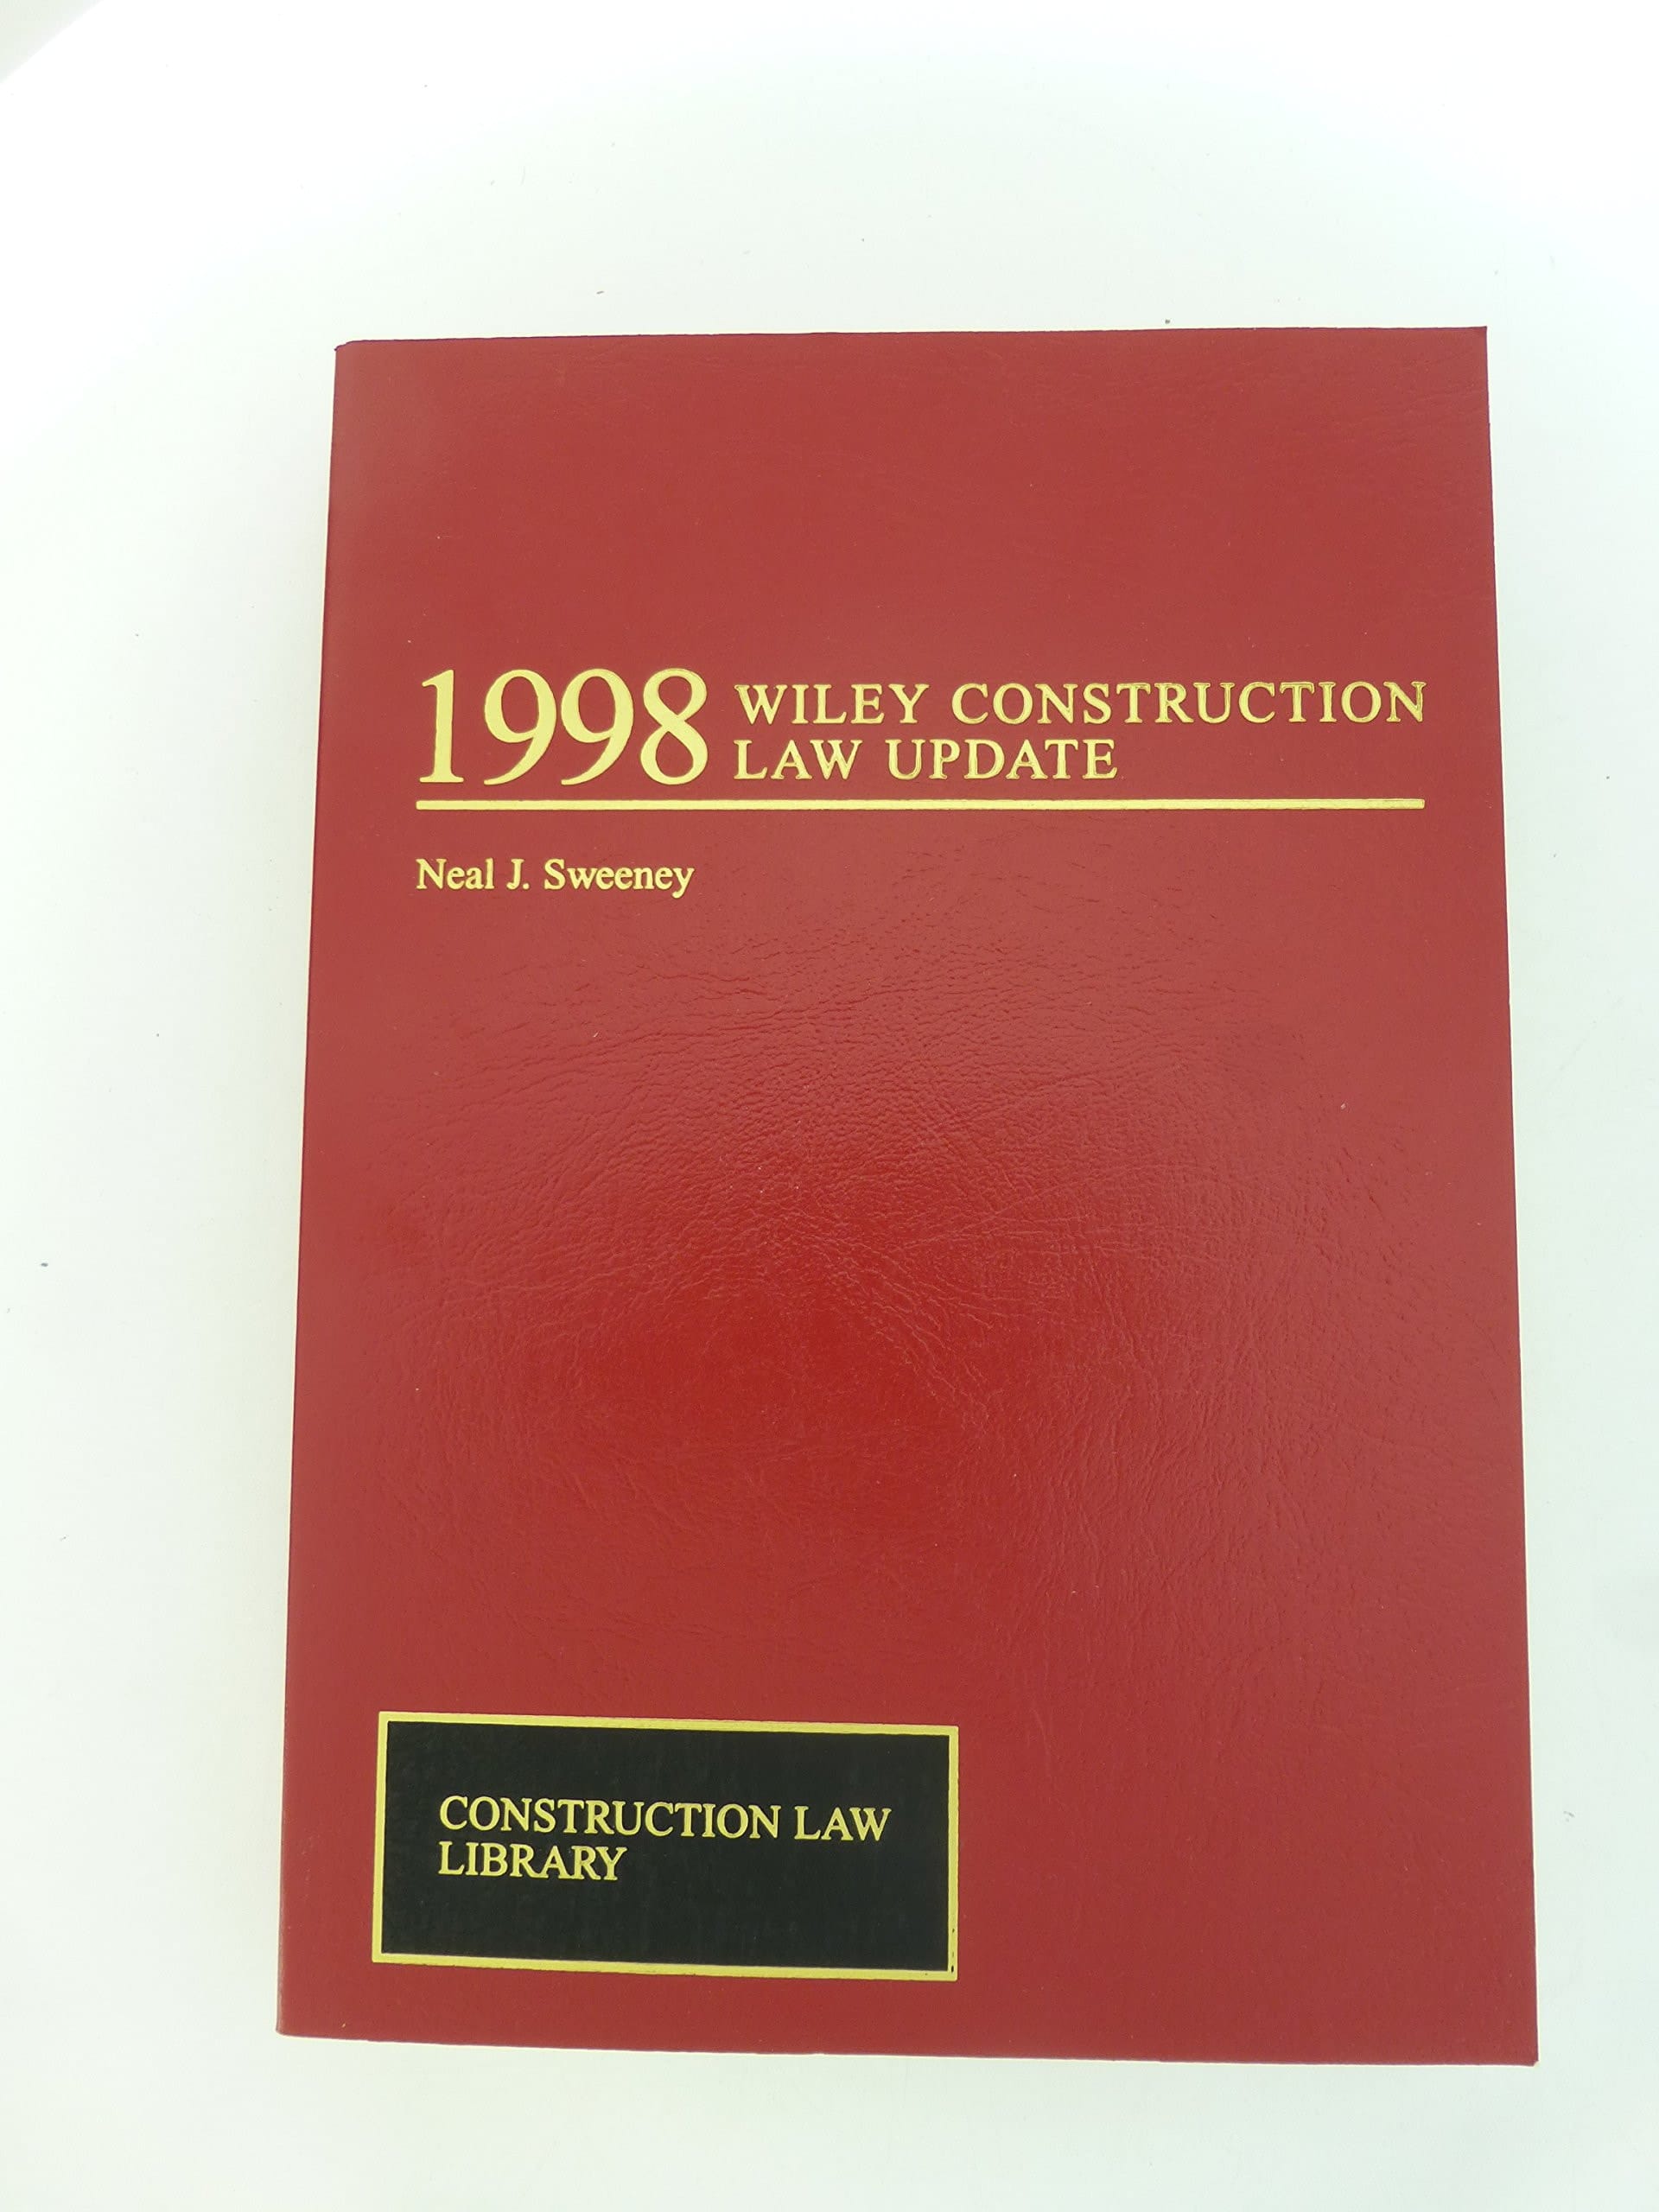 1998 WILEY CONSTRUCTION
LAW UPDATE
Neal J. Sweeney
CONSTRUCTION LAW
LIBRARY